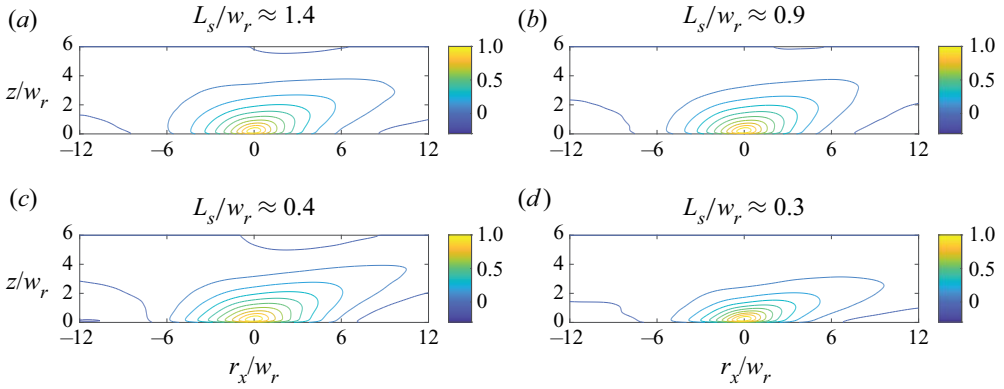 (a) L_s/w_r ≈ 1.4 (b) L_s/w_r ≈ 0.9
6 1.0 6 1.0
4 0.5 4 0.5
z/w_r 2 0 2 0
0 0
–12 –6 0 6 12 –12 –6 0 6 12
(c) L_s/w_r ≈ 0.4 (d) L_s/w_r ≈ 0.3
6 1.0 6 1.0
4 0.5 4 0.5
z/w_r 2 0 2 0
0 0
–12 –6 0 6 12 –12 –6 0 6 12
r_x/w_r r_x/w_r